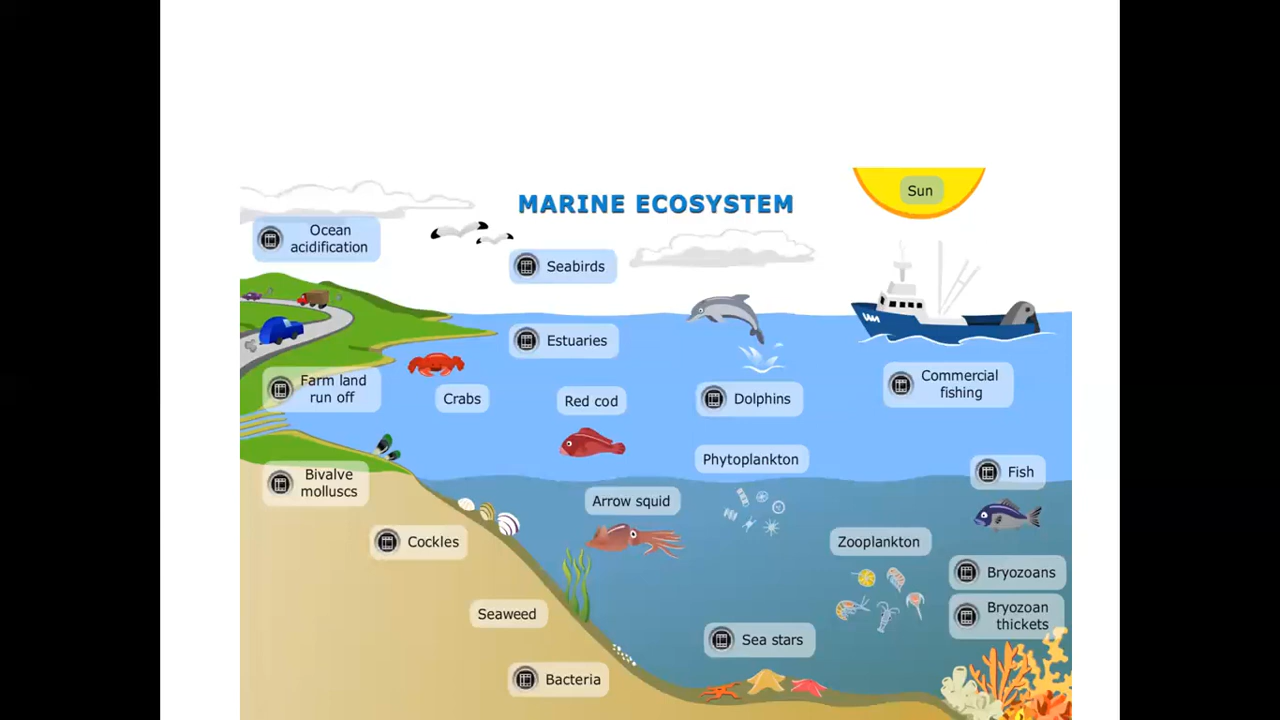 Sun
MARINE ECOSYSTEM
Ocean
acidification
Seabirds
Estuaries
Farm land
run off
Crabs
Red cod
Dolphins
Commercial
fishing
Phytoplankton
Fish
Bivalve
molluscs
Arrow squid
Cockles
Zooplankton
Bryozoans
Bryozoan
thickets
Seaweed
Sea stars
Bacteria